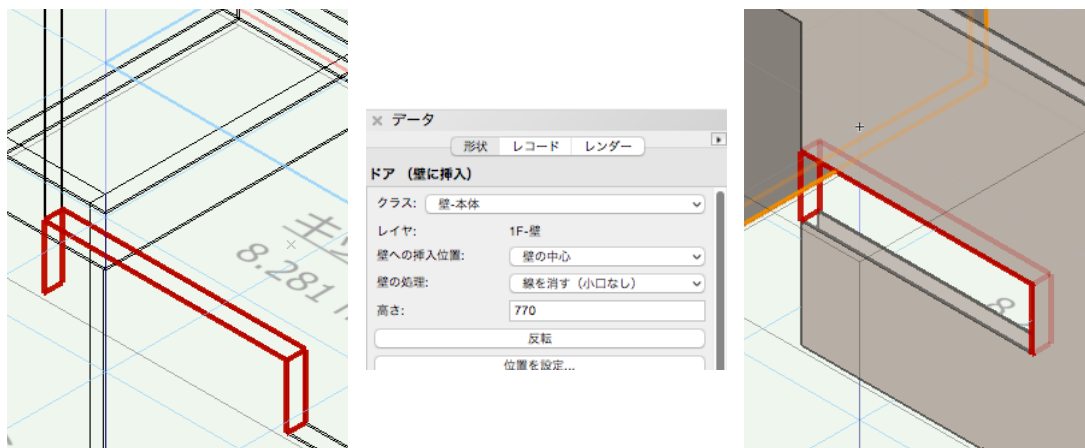 主
8.281
✕ データ
形状 レコード レンダー
ドア （壁に挿入）
クラス: 壁-本体
レイヤ: 1F-壁
壁への挿入位置: 壁の中心
壁の処理: 線を消す（小口なし）
高さ: 770
反転
位置を設定...
8